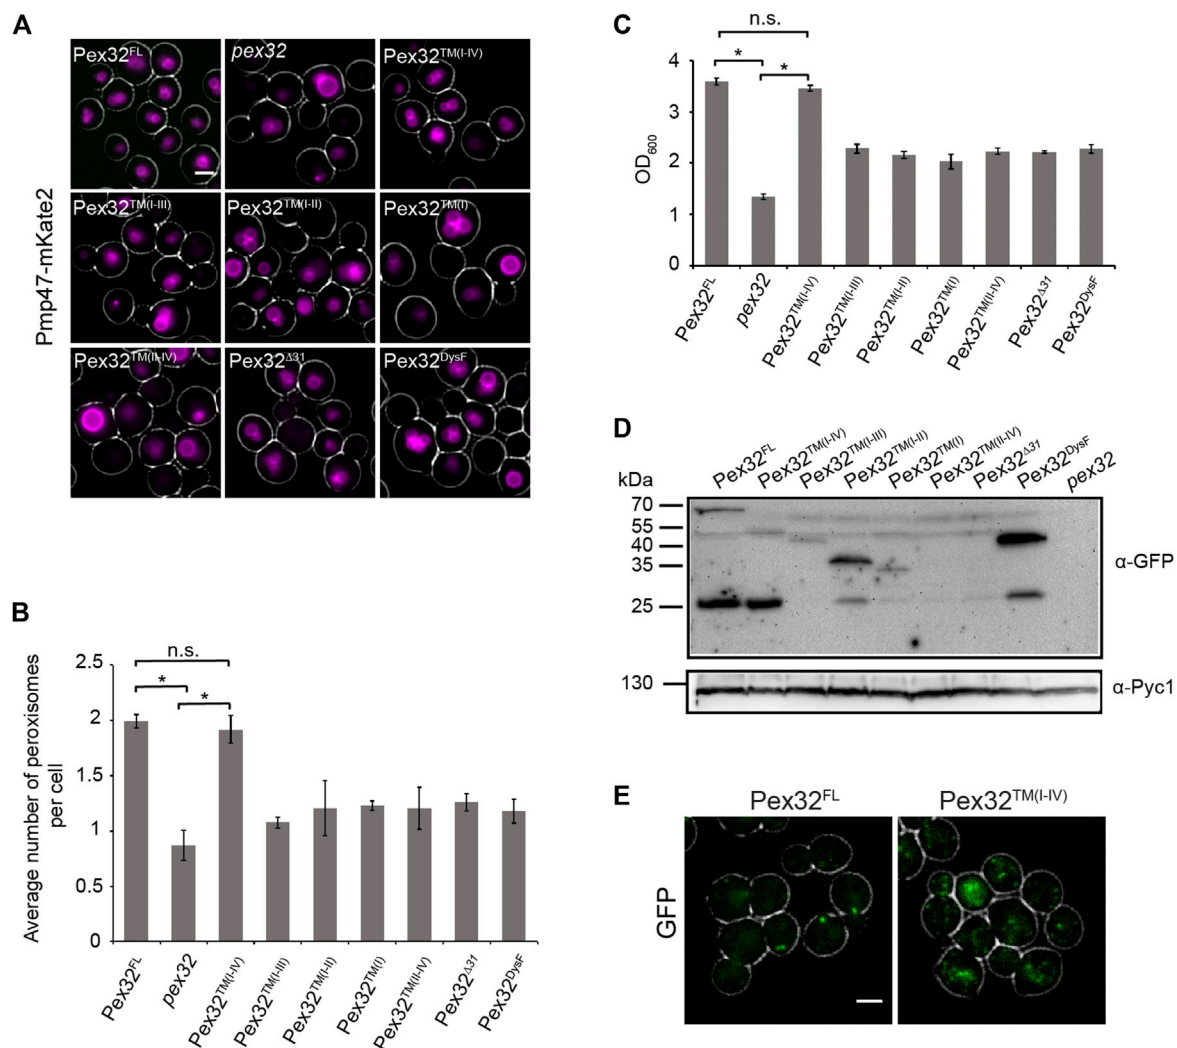 A
Pmp47-mKate2
Pex32FL
pex32
Pex32TM(I-IV)
Pex32TM(I-III)
Pex32TM(I-II)
Pex32TM(I)
Pex32TM(II-IV)
Pex32Δ31
Pex32DysF
B
Average number of peroxisomes
per cell
2.5
2
1.5
1
0.5
0
n.s.
*
*
Pex32FL
pex32
Pex32TM(I-IV)
Pex32TM(I-III)
Pex32TM(I-II)
Pex32TM(I)
Pex32TM(II-IV)
Pex32Δ31
Pex32DysF
C
OD600
4
3
2
1
0
n.s.
*
*
Pex32FL
pex32
Pex32TM(I-IV)
Pex32TM(I-III)
Pex32TM(I-II)
Pex32TM(I)
Pex32TM(II-IV)
Pex32Δ31
Pex32DysF
D
Pex32FL
Pex32TM(I-IV)
Pex32TM(I-III)
Pex32TM(I-II)
Pex32TM(I)
Pex32TM(II-IV)
Pex32Δ31
Pex32DysF
pex32
kDa
70
55
40
35
25
α-GFP
130
α-Pyc1
E
Pex32FL
Pex32TM(I-IV)
GFP